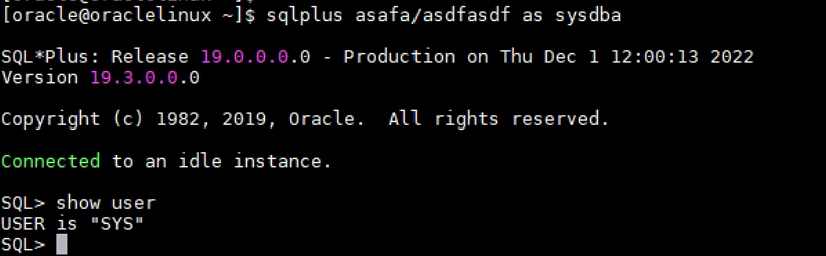 [oracle@oraclelinux ~]$ sqlplus asafa/asdfasdf as sysdba
SQL*Plus: Release 19.0.0.0.0 - Production on Thu Dec 1 12:00:13 2022
Version 19.3.0.0.0
Copyright (c) 1982, 2019, Oracle.  All rights reserved.
Connected to an idle instance.
SQL> show user
USER is "SYS"
SQL>